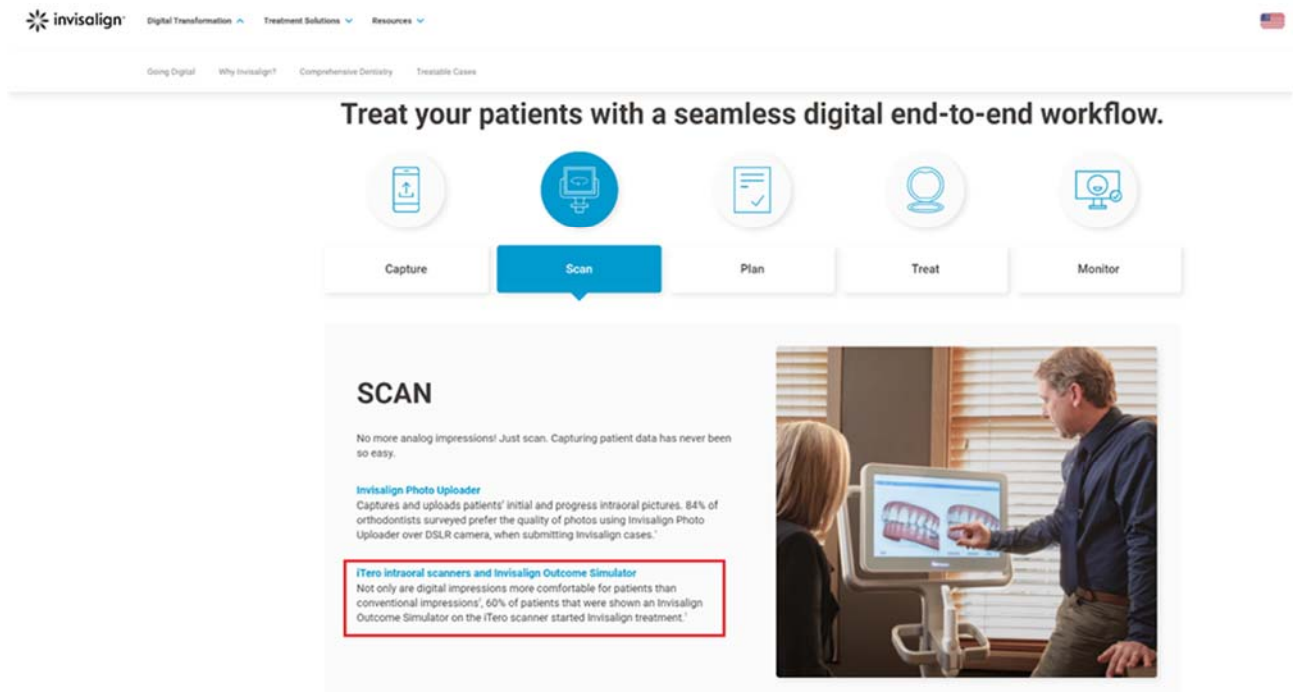 invisalign Digital Transformation Treatment Solutions Resources
Going Digital Why Invisalign? Comprehensive Dentistry Treatable Cases
Treat your patients with a seamless digital end-to-end workflow.
Capture Scan Plan Treat Monitor
SCAN
No more analog impressions! Just scan. Capturing patient data has never been
so easy.
Invisalign Photo Uploader
Captures and uploads patients' initial and progress intraoral pictures. 84% of
orthodontists surveyed prefer the quality of photos using Invisalign Photo
Uploader over DSLR camera, when submitting Invisalign cases.
iTero intraoral scanners and Invisalign Outcome Simulator
Not only are digital impressions more comfortable for patients than
conventional impressions, 60% of patients that were shown an Invisalign
Outcome Simulator on the iTero scanner started Invisalign treatment.